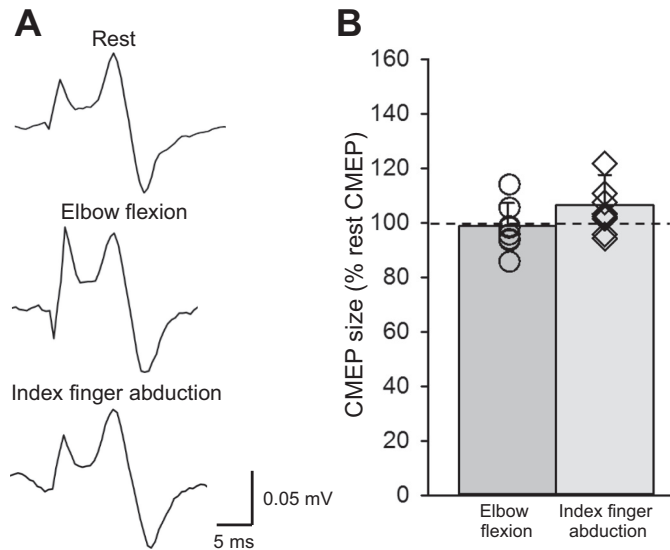 A
Rest
Elbow flexion
Index finger abduction
0.05 mV
5 ms
B
CMEP size (% rest CMEP)
160
140
120
100
80
60
40
20
0
Elbow
flexion
Index finger
abduction